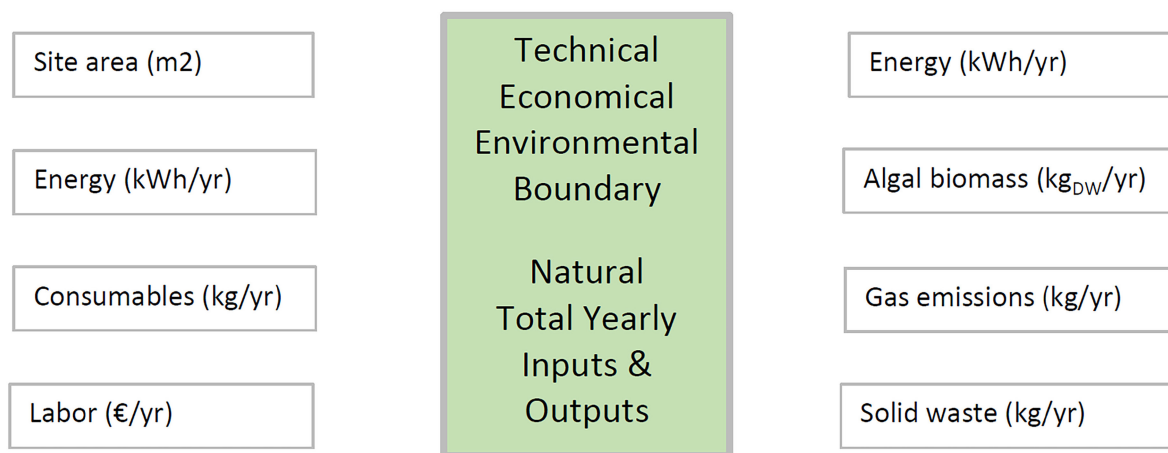 Site area (m2)
Energy (kWh/yr)
Consumables (kg/yr)
Labor (€/yr)
Technical
Economical
Environmental
Boundary
Natural
Total Yearly
Inputs &
Outputs
Energy (kWh/yr)
Algal biomass (kgDW/yr)
Gas emissions (kg/yr)
Solid waste (kg/yr)